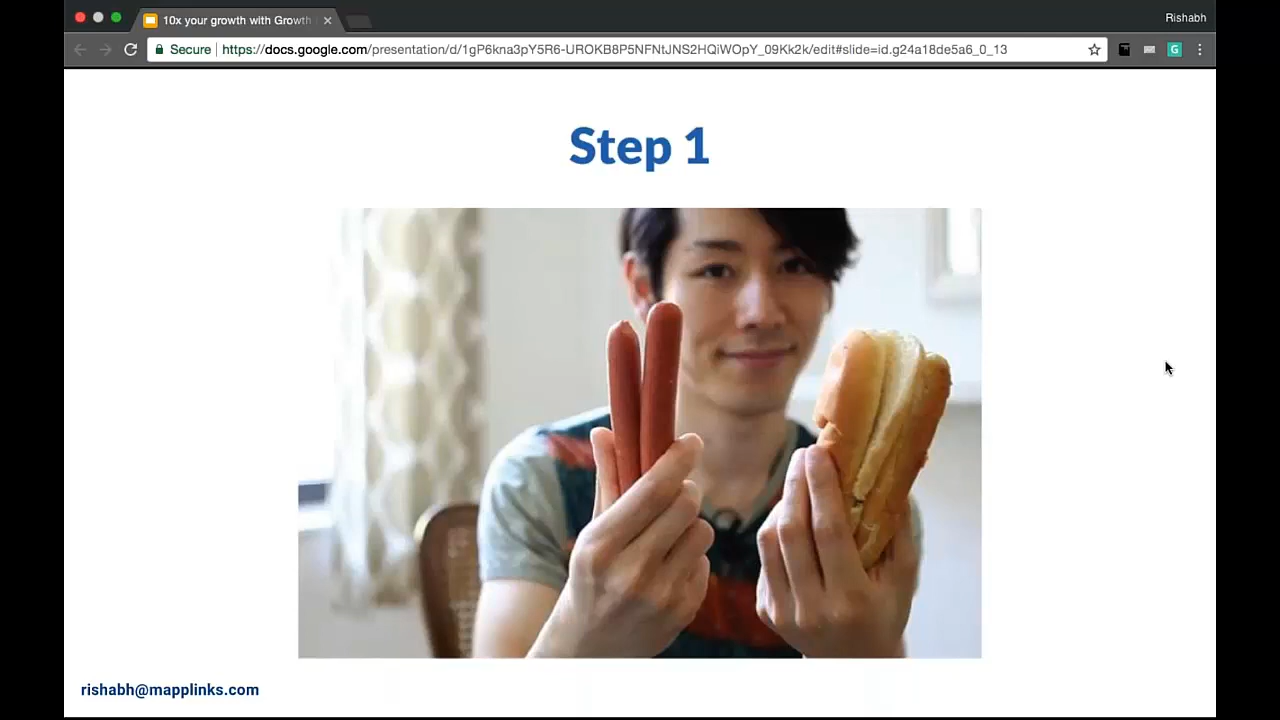 10x your growth with Growth
Rishabh
Secure
https://docs.google.com/presentation/d/1gP6kna3pY5R6-UROKB8P5NFNtJNS2HQiWOpY_09Kk2k/edit#slide=id.g24a18de5a6_0_13
G
Step 1
rishabh@mapplinks.com